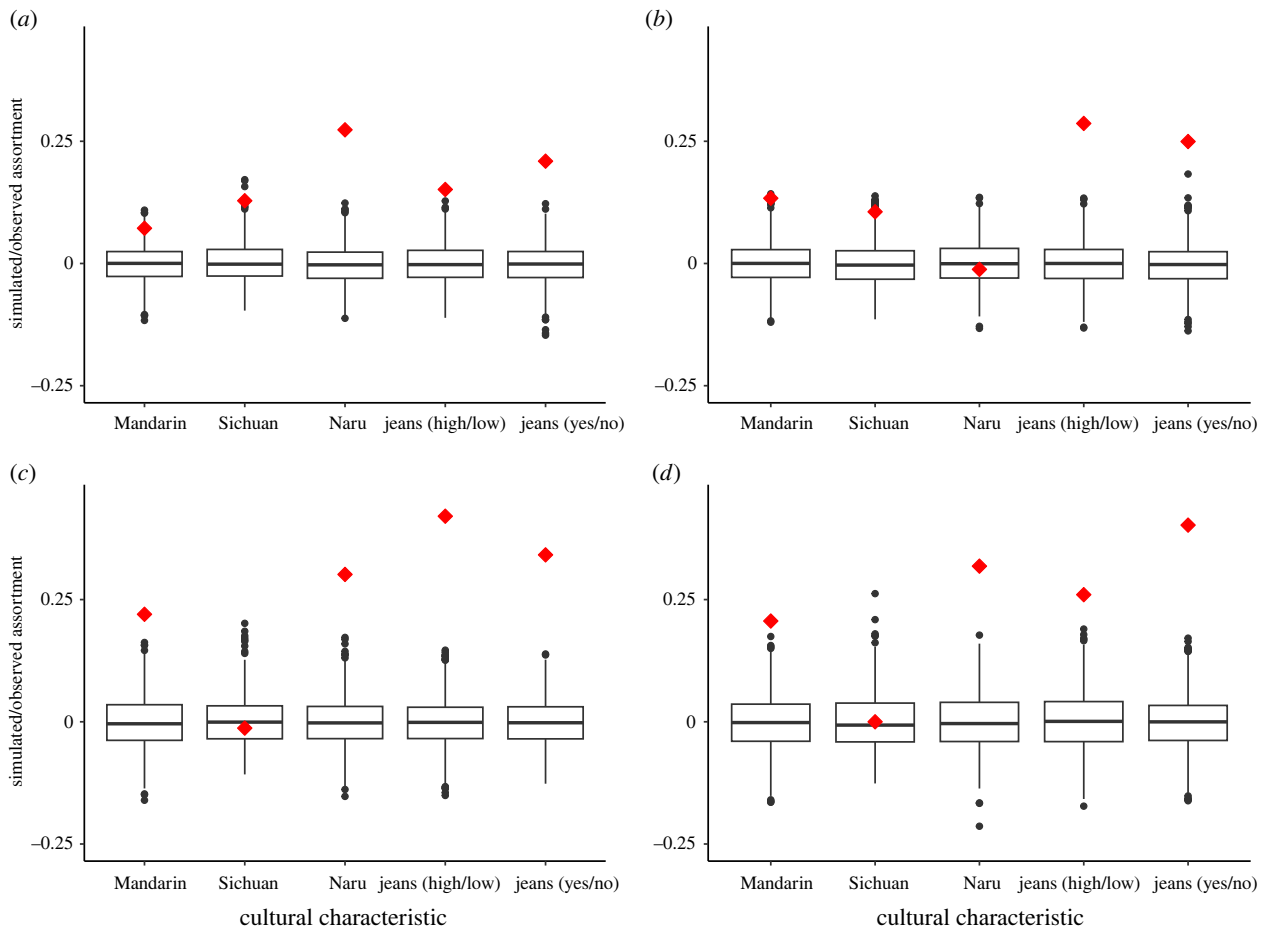 (a)
simulated/observed assortment
0.25
0
–0.25
Mandarin Sichuan Naru jeans (high/low) jeans (yes/no)
(b)
0.25
0
–0.25
Mandarin Sichuan Naru jeans (high/low) jeans (yes/no)
(c)
simulated/observed assortment
0.25
0
–0.25
Mandarin Sichuan Naru jeans (high/low) jeans (yes/no)
cultural characteristic
(d)
0.25
0
–0.25
Mandarin Sichuan Naru jeans (high/low) jeans (yes/no)
cultural characteristic